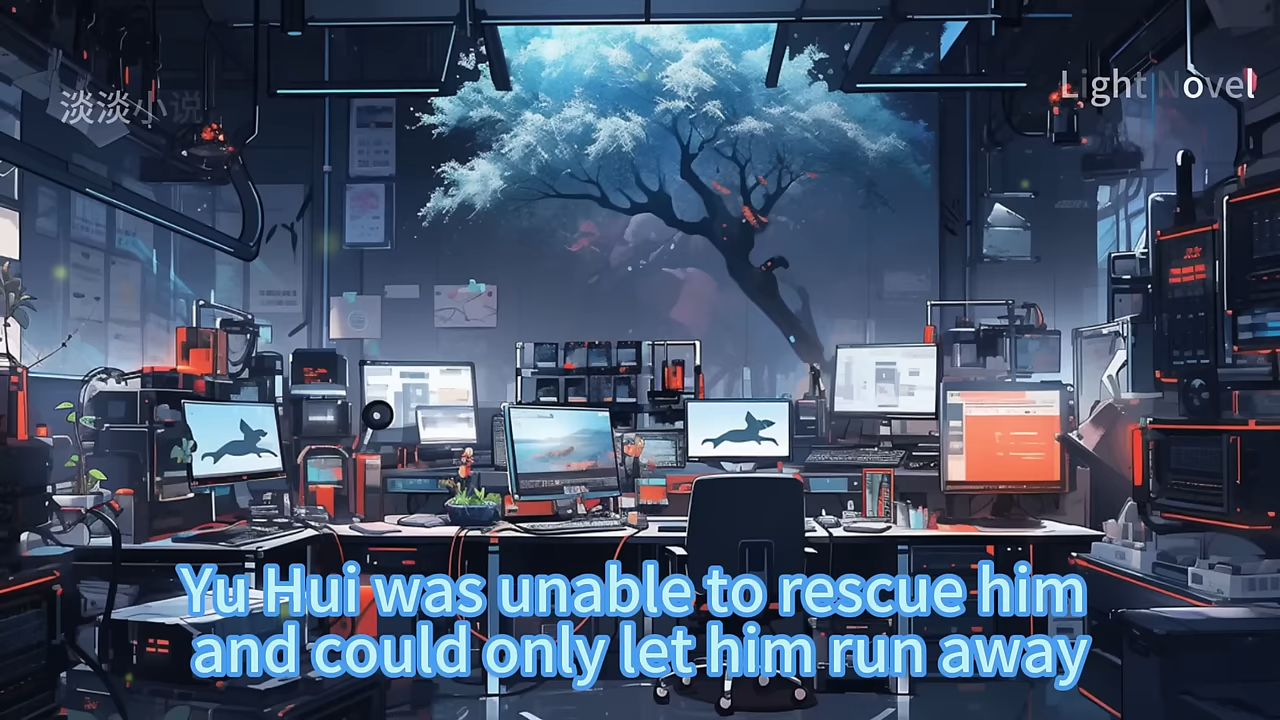 淡淡小说
Light Novel
Yu Hui was unable to rescue him
and could only let him run away